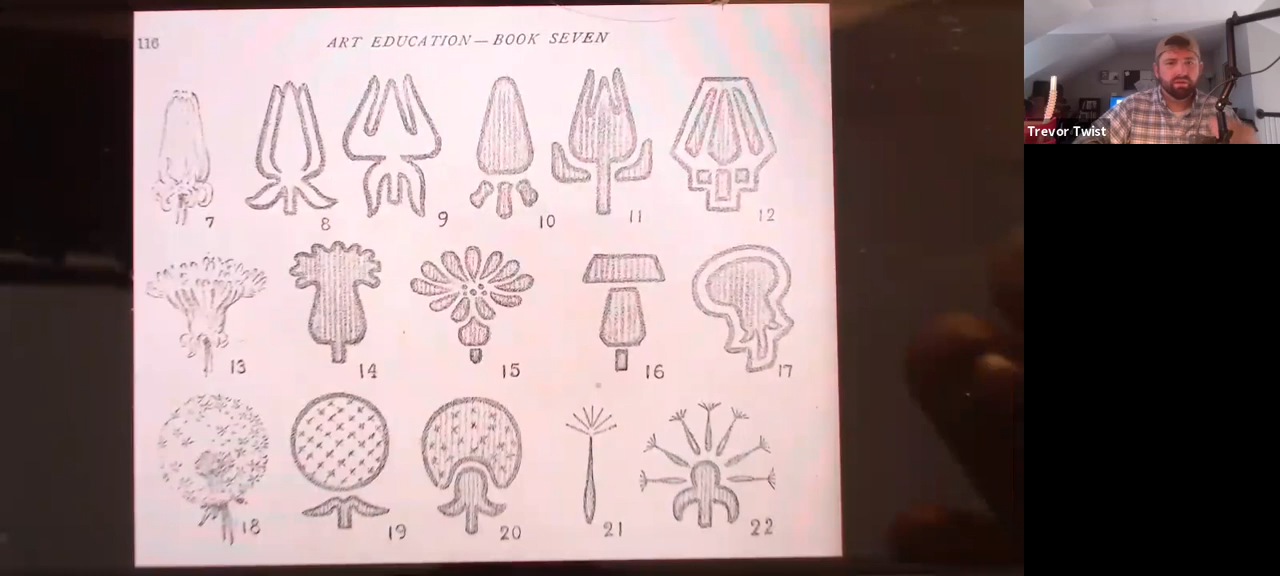 116
ART EDUCATION—BOOK SEVEN
7 8 9 10 11 12
13 14 15 16 17
18 19 20 21 22
Trevor Twist